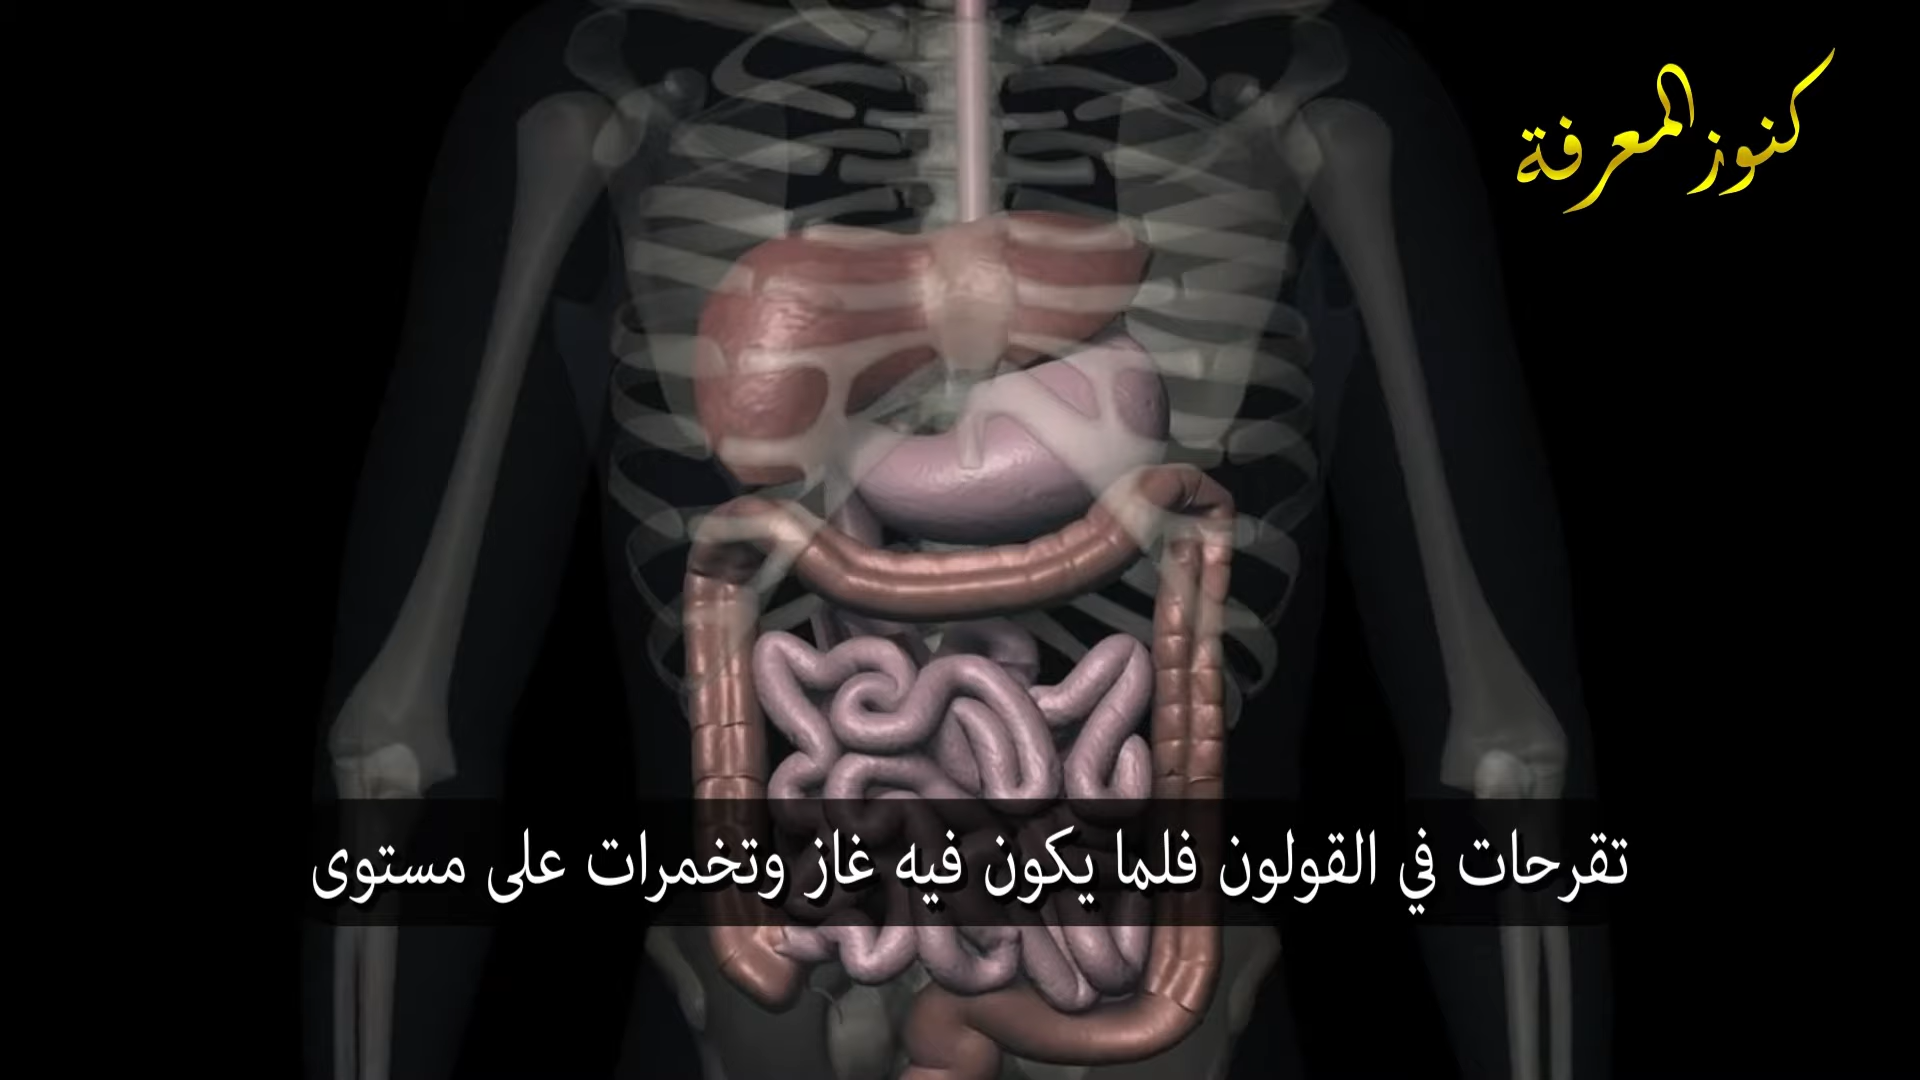 كنوز المعرفة
تقرحات في القولون فلما يكون فيه غاز وتخمرات على مستوى